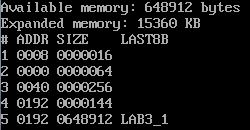 Available memory: 648912 bytes
Expanded memory: 15360 KB
# ADDR SIZE    LAST8B
1 0008 0000016
2 0000 0000064
3 0040 0000256
4 0192 0000144
5 0192 0648912 LAB3_1